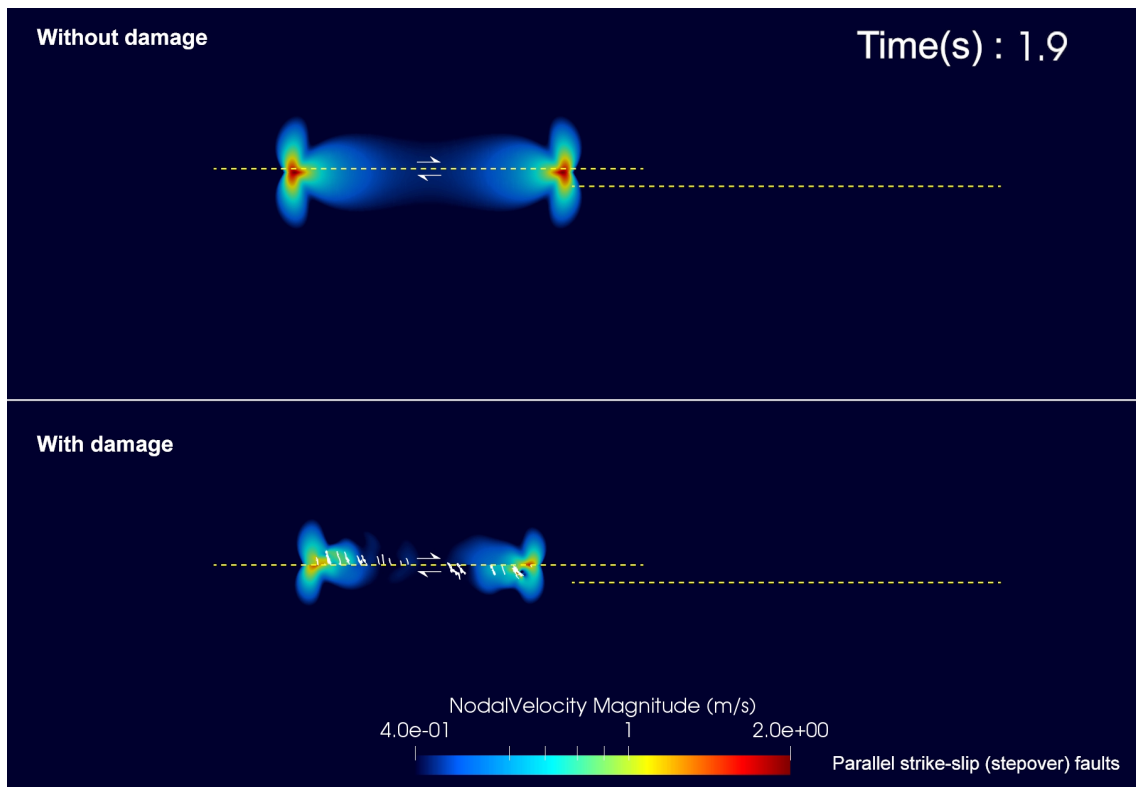 Without damage
Time(s) : 1.9
With damage
NodalVelocity Magnitude (m/s)
4.0e-01 1 2.0e+00
Parallel strike-slip (stepover) faults